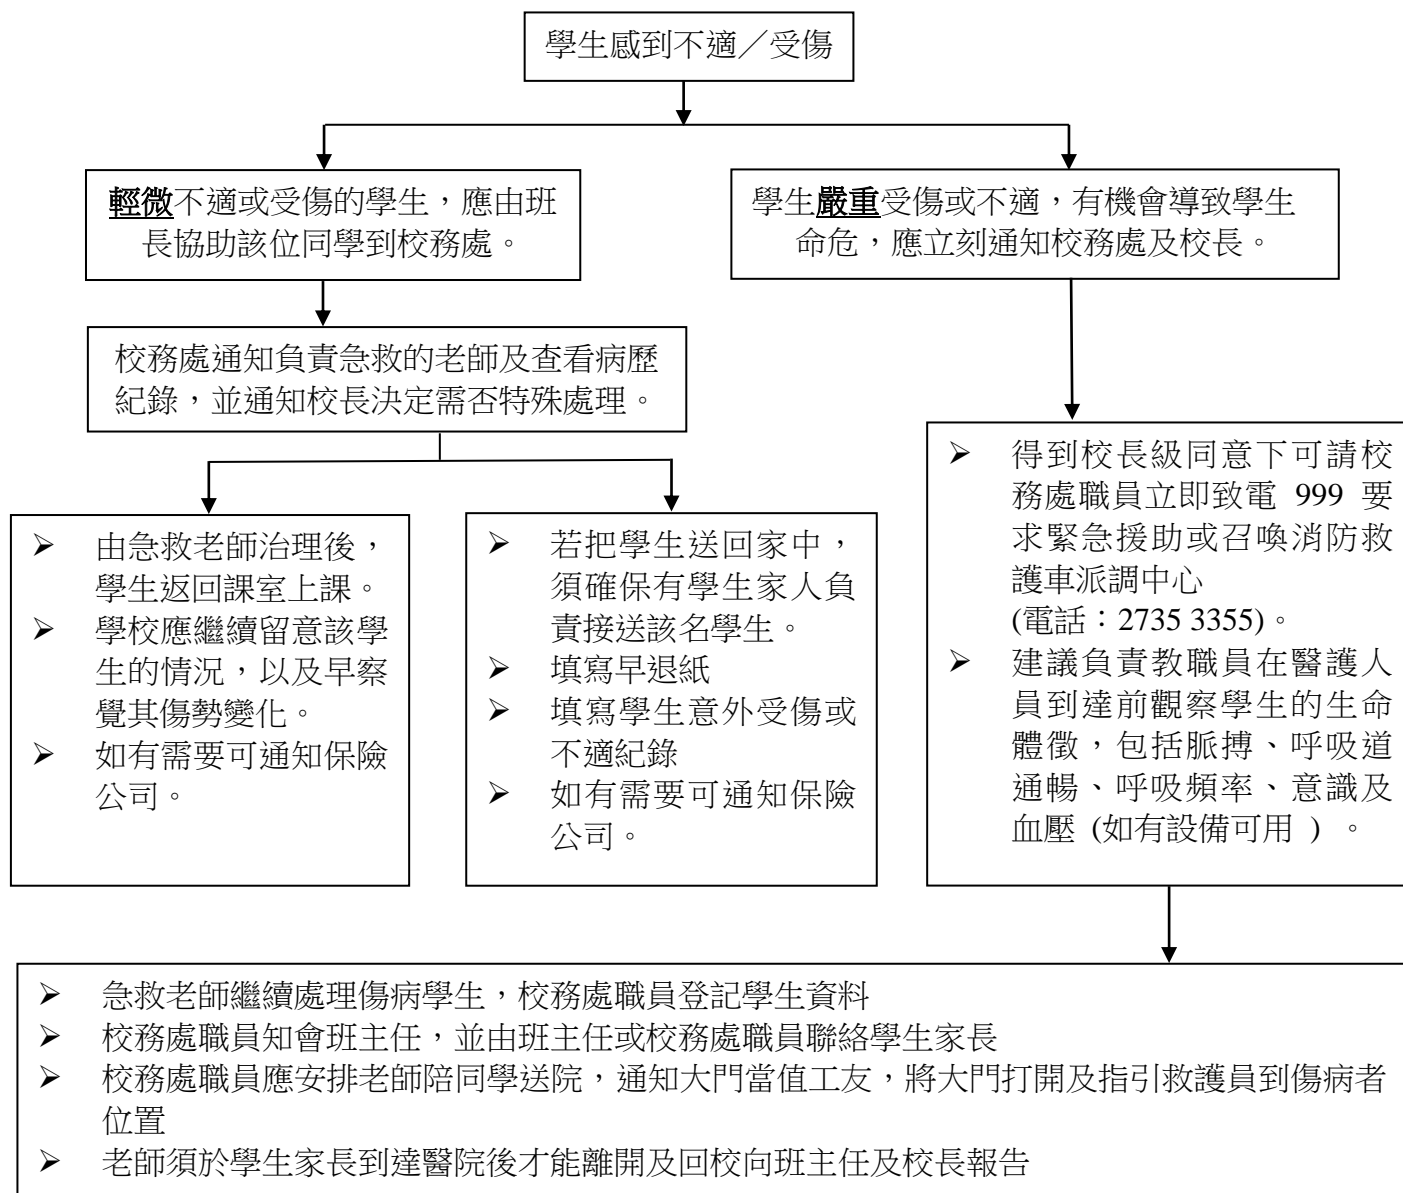 學生感到不適／受傷
輕微不適或受傷的學生，應由班
長協助該位同學到校務處。
學生嚴重受傷或不適，有機會導致學生
命危，應立刻通知校務處及校長。
校務處通知負責急救的老師及查看病歷
紀錄，並通知校長決定需否特殊處理。
➢ 由急救老師治理後，
學生返回課室上課。
➢ 學校應繼續留意該學
生的情況，以及早察
覺其傷勢變化。
➢ 如有需要可通知保險
公司。
➢ 若把學生送回家中，
須確保有學生家人負
責接送該名學生。
➢ 填寫早退紙
➢ 填寫學生意外受傷或
不適紀錄
➢ 如有需要可通知保險
公司。
➢ 得到校長級同意下可請校
務處職員立即致電 999 要
求緊急援助或召喚消防救
護車派調中心
(電話：2735 3355)。
➢ 建議負責教職員在醫護人
員到達前觀察學生的生命
體徵，包括脈搏、呼吸道
通暢、呼吸頻率、意識及
血壓 (如有設備可用 ) 。
➢ 急救老師繼續處理傷病學生，校務處職員登記學生資料
➢ 校務處職員知會班主任，並由班主任或校務處職員聯絡學生家長
➢ 校務處職員應安排老師陪同學送院，通知大門當值工友，將大門打開及指引救護員到傷病者
位置
➢ 老師須於學生家長到達醫院後才能離開及回校向班主任及校長報告